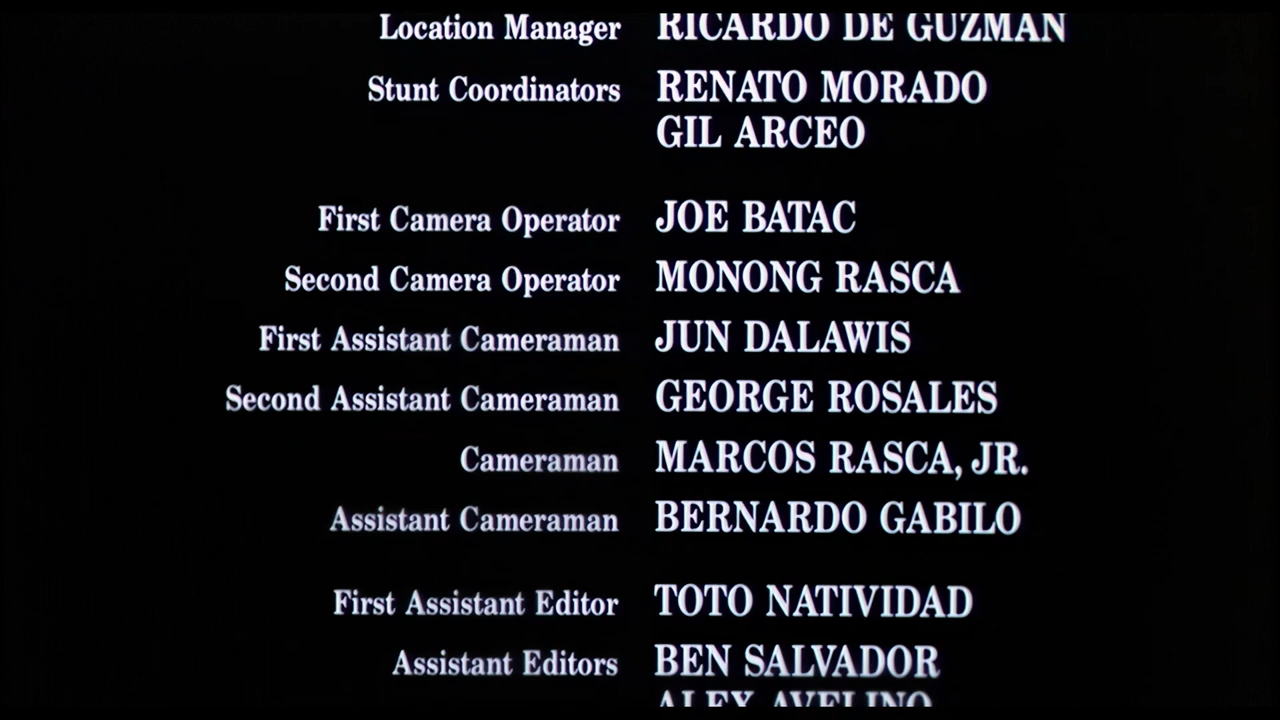 Location Manager RICARDO DE GUZMAN
Stunt Coordinators RENATO MORADO
GIL ARCEO
First Camera Operator JOE BATAC
Second Camera Operator MONONG RASCA
First Assistant Cameraman JUN DALAWIS
Second Assistant Cameraman GEORGE ROSALES
Cameraman MARCOS RASCA, JR.
Assistant Cameraman BERNARDO GABILO
First Assistant Editor TOTO NATIVIDAD
Assistant Editors BEN SALVADOR
ALEX AVELINO